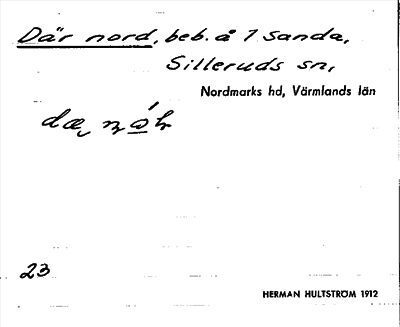 Där nord, beb. å 1 Sanda,
Silleruds sn,
Nordmarks hd, Värmlands län
23
HERMAN HULTSTRÖM 1912